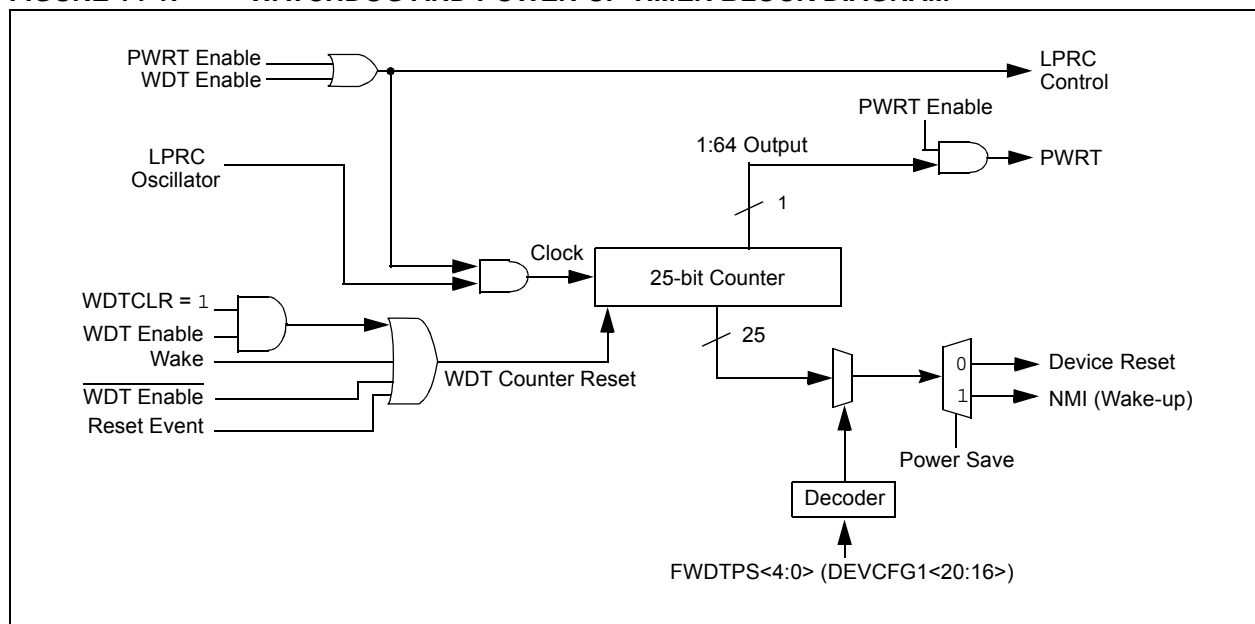 PWRT Enable
WDT Enable
LPRC
Control
PWRT Enable
1:64 Output
PWRT
LPRC
Oscillator
1
Clock
25-bit Counter
WDTCLR = 1
WDT Enable
Wake
WDT Enable
Reset Event
WDT Counter Reset
25
0
1
Device Reset
NMI (Wake-up)
Power Save
Decoder
FWDTPS<4:0> (DEVCFG1<20:16>)